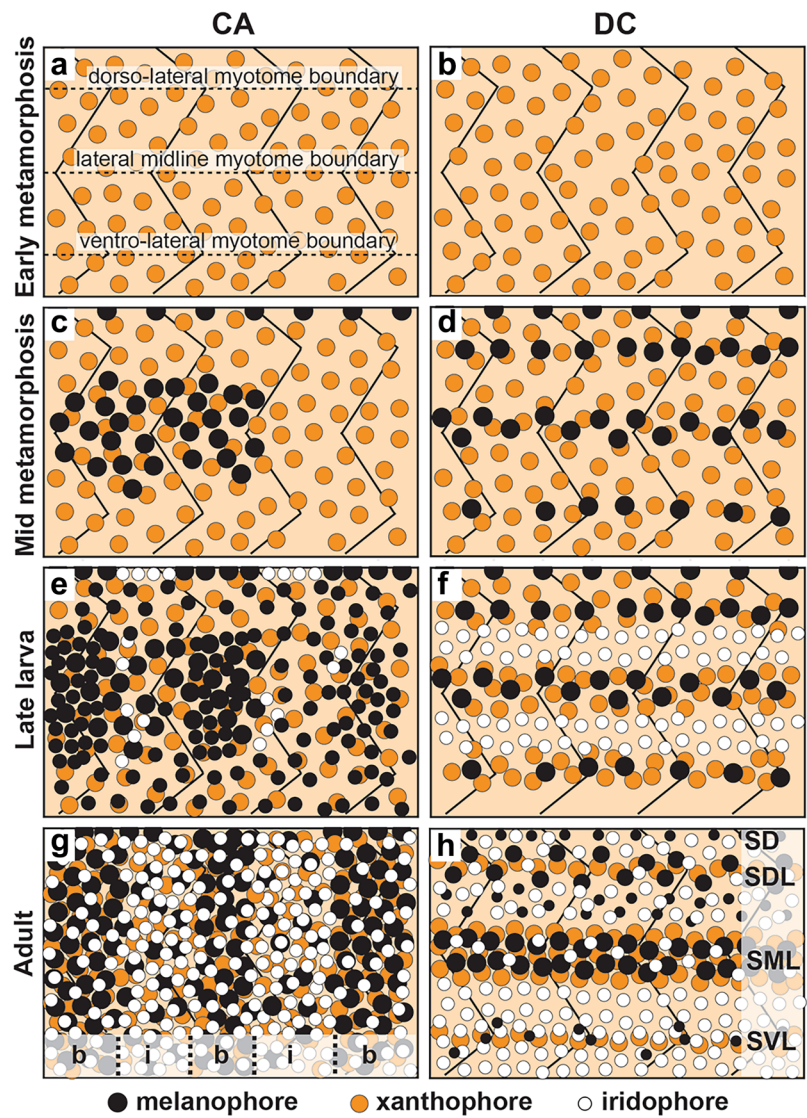 CA
DC
Early metamorphosis
a
dorso-lateral myotome boundary
lateral midline myotome boundary
ventro-lateral myotome boundary
b
Mid metamorphosis
c
d
Late larva
e
f
Adult
g
b i b i b
h
SD
SDL
SML
SVL
melanophore xanthophore iridophore